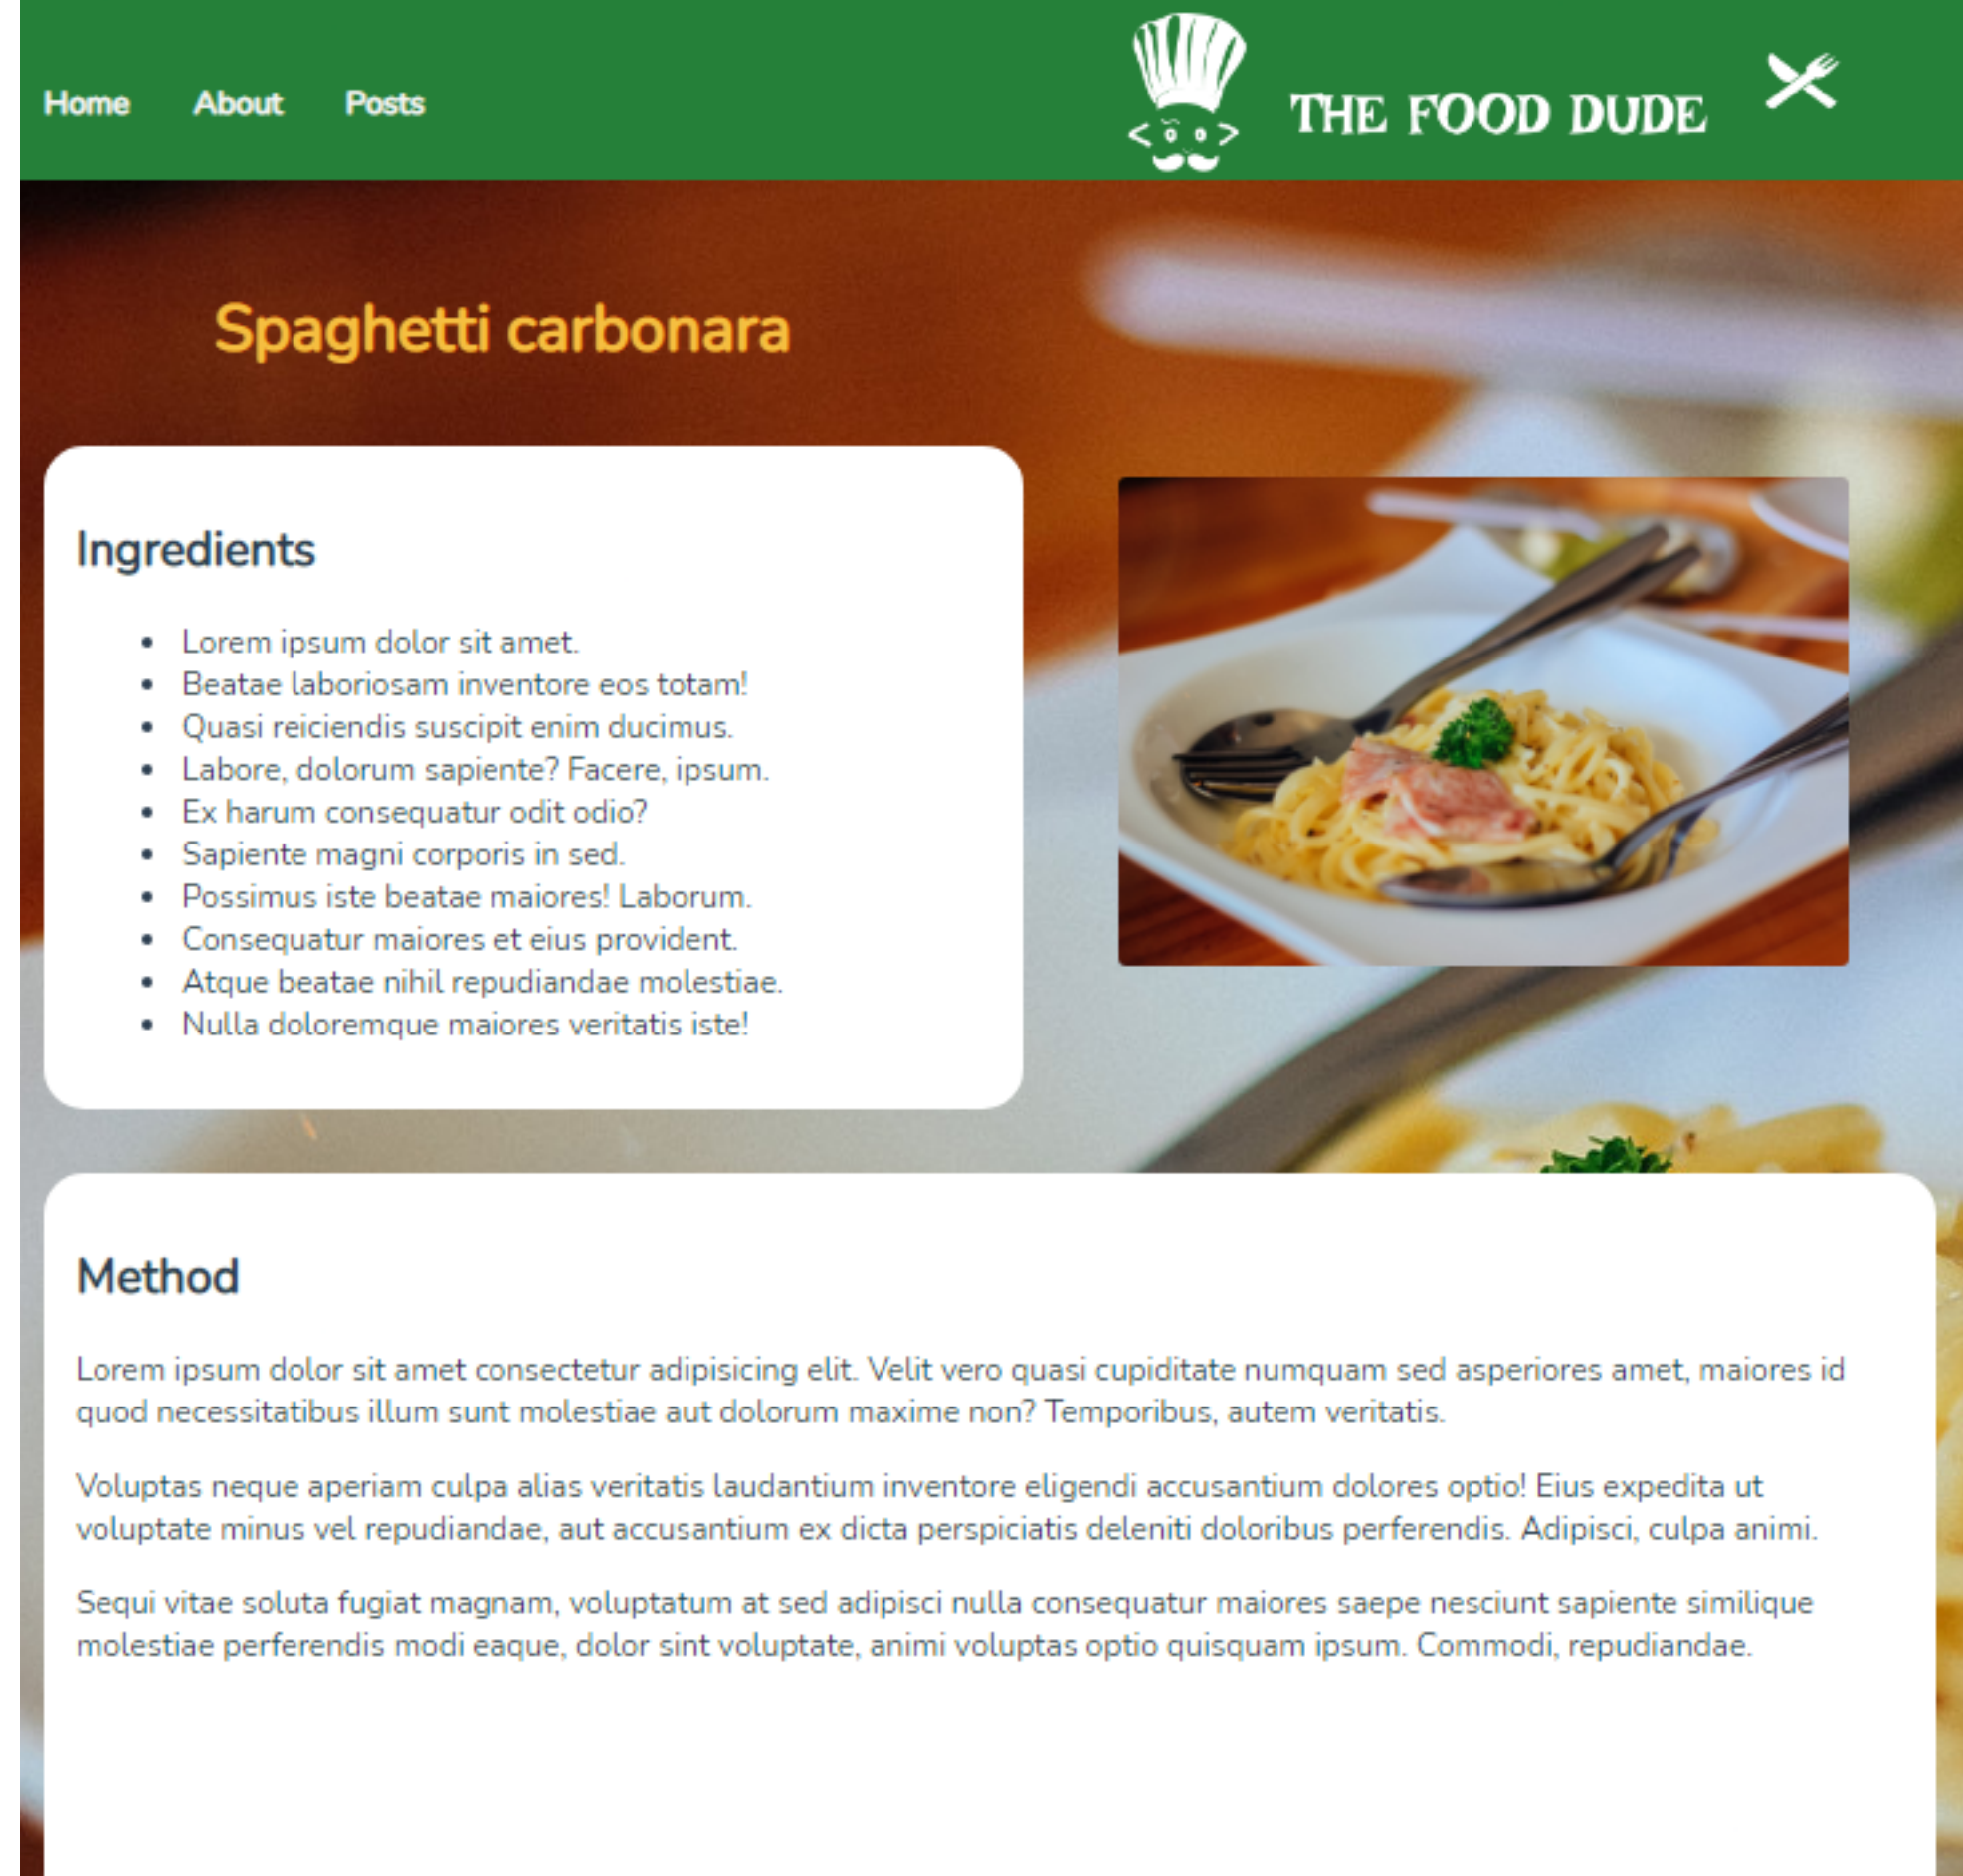 Home About Posts
THE FOOD DUDE
Spaghetti carbonara
Ingredients
Lorem ipsum dolor sit amet.
Beatae laboriosam inventore eos totam!
Quasi reiciendis suscipit enim ducimus.
Labore, dolorum sapiente? Facere, ipsum.
Ex harum consequatur odit odio?
Sapiente magni corporis in sed.
Possimus iste beatae maiores! Laborum.
Consequatur maiores et eius provident.
Atque beatae nihil repudiandae molestiae.
Nulla doloremque maiores veritatis iste!
Method
Lorem ipsum dolor sit amet consectetur adipisicing elit. Velit vero quasi cupiditate numquam sed asperiores amet, maiores id
quod necessitatibus illum sunt molestiae aut dolorum maxime non? Temporibus, autem veritatis.
Voluptas neque aperiam culpa alias veritatis laudantium inventore eligendi accusantium dolores optio! Eius expedita ut
voluptate minus vel repudiandae, aut accusantium ex dicta perspiciatis deleniti doloribus perferendis. Adipisci, culpa animi.
Sequi vitae soluta fugiat magnam, voluptatum at sed adipisci nulla consequatur maiores saepe nesciunt sapiente similique
molestiae perferendis modi eaque, dolor sint voluptate, animi voluptas optio quisquam ipsum. Commodi, repudiandae.